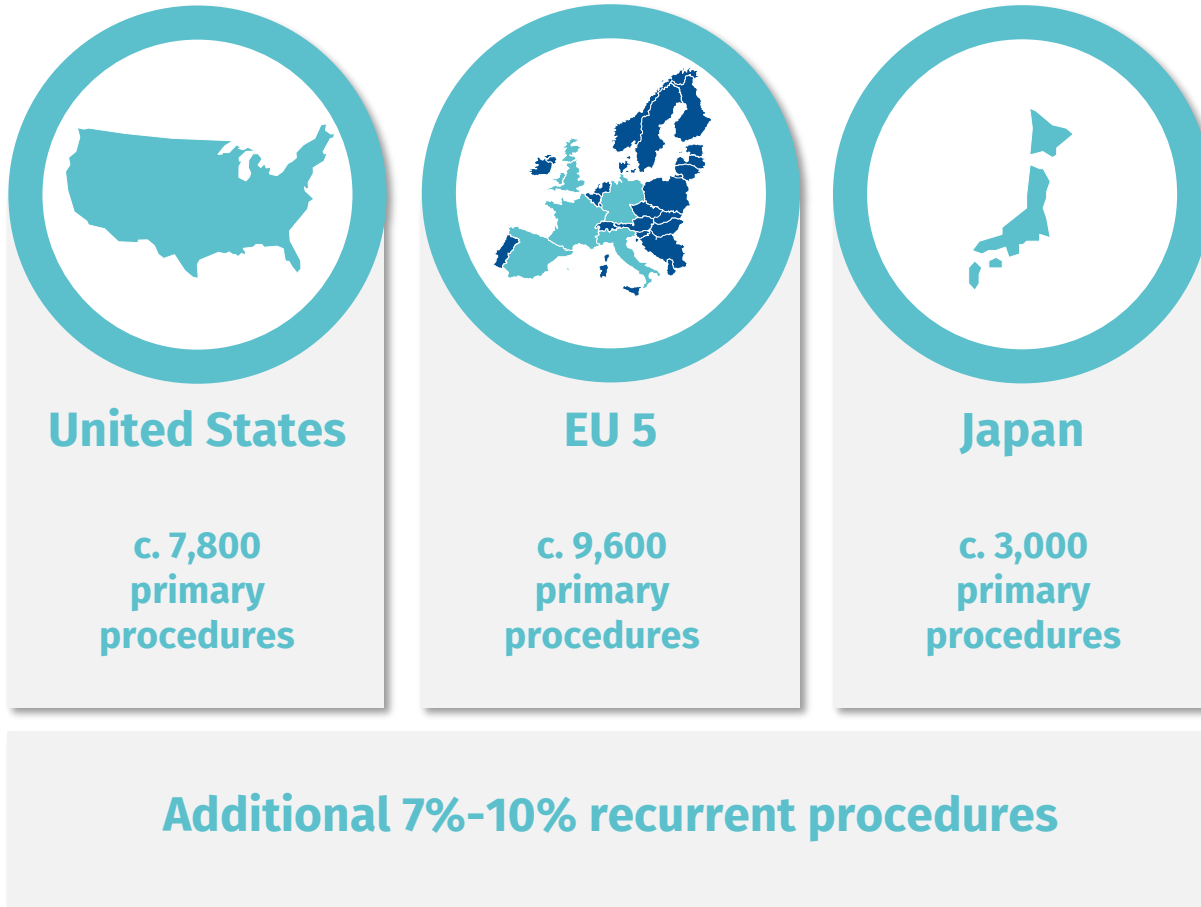 United States
c. 7,800
primary
procedures
EU 5
c. 9,600
primary
procedures
Japan
c. 3,000
primary
procedures
Additional 7%-10% recurrent procedures